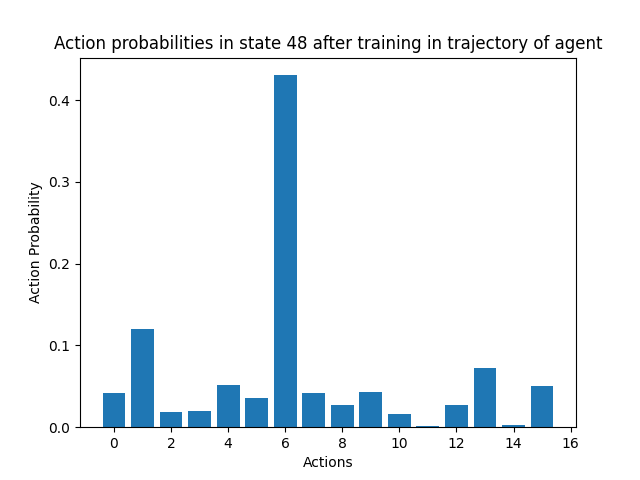 Action probabilities in state 48 after training in trajectory of agent
0.4
0.3
0.2
0.1
0.0
Action Probability
0 2 4 6 8 10 12 14 16
Actions